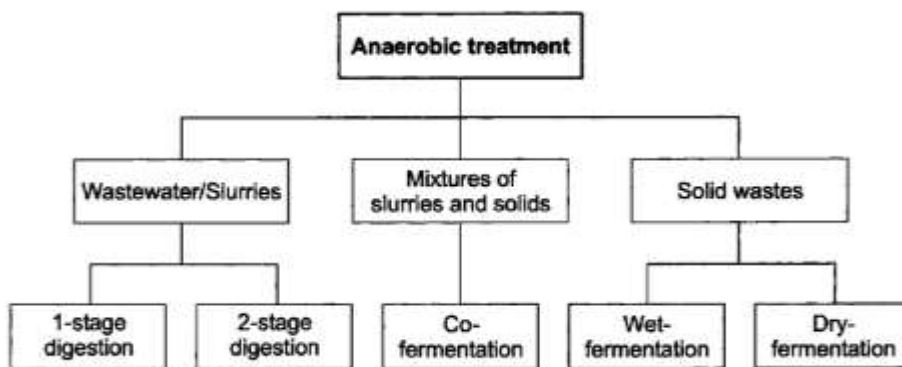 Anaerobic treatment
Wastewater/Slurries
Mixtures of
slurries and solids
Solid wastes
1-stage
digestion
2-stage
digestion
Co-
fermentation
Wet-
fermentation
Dry-
fermentation